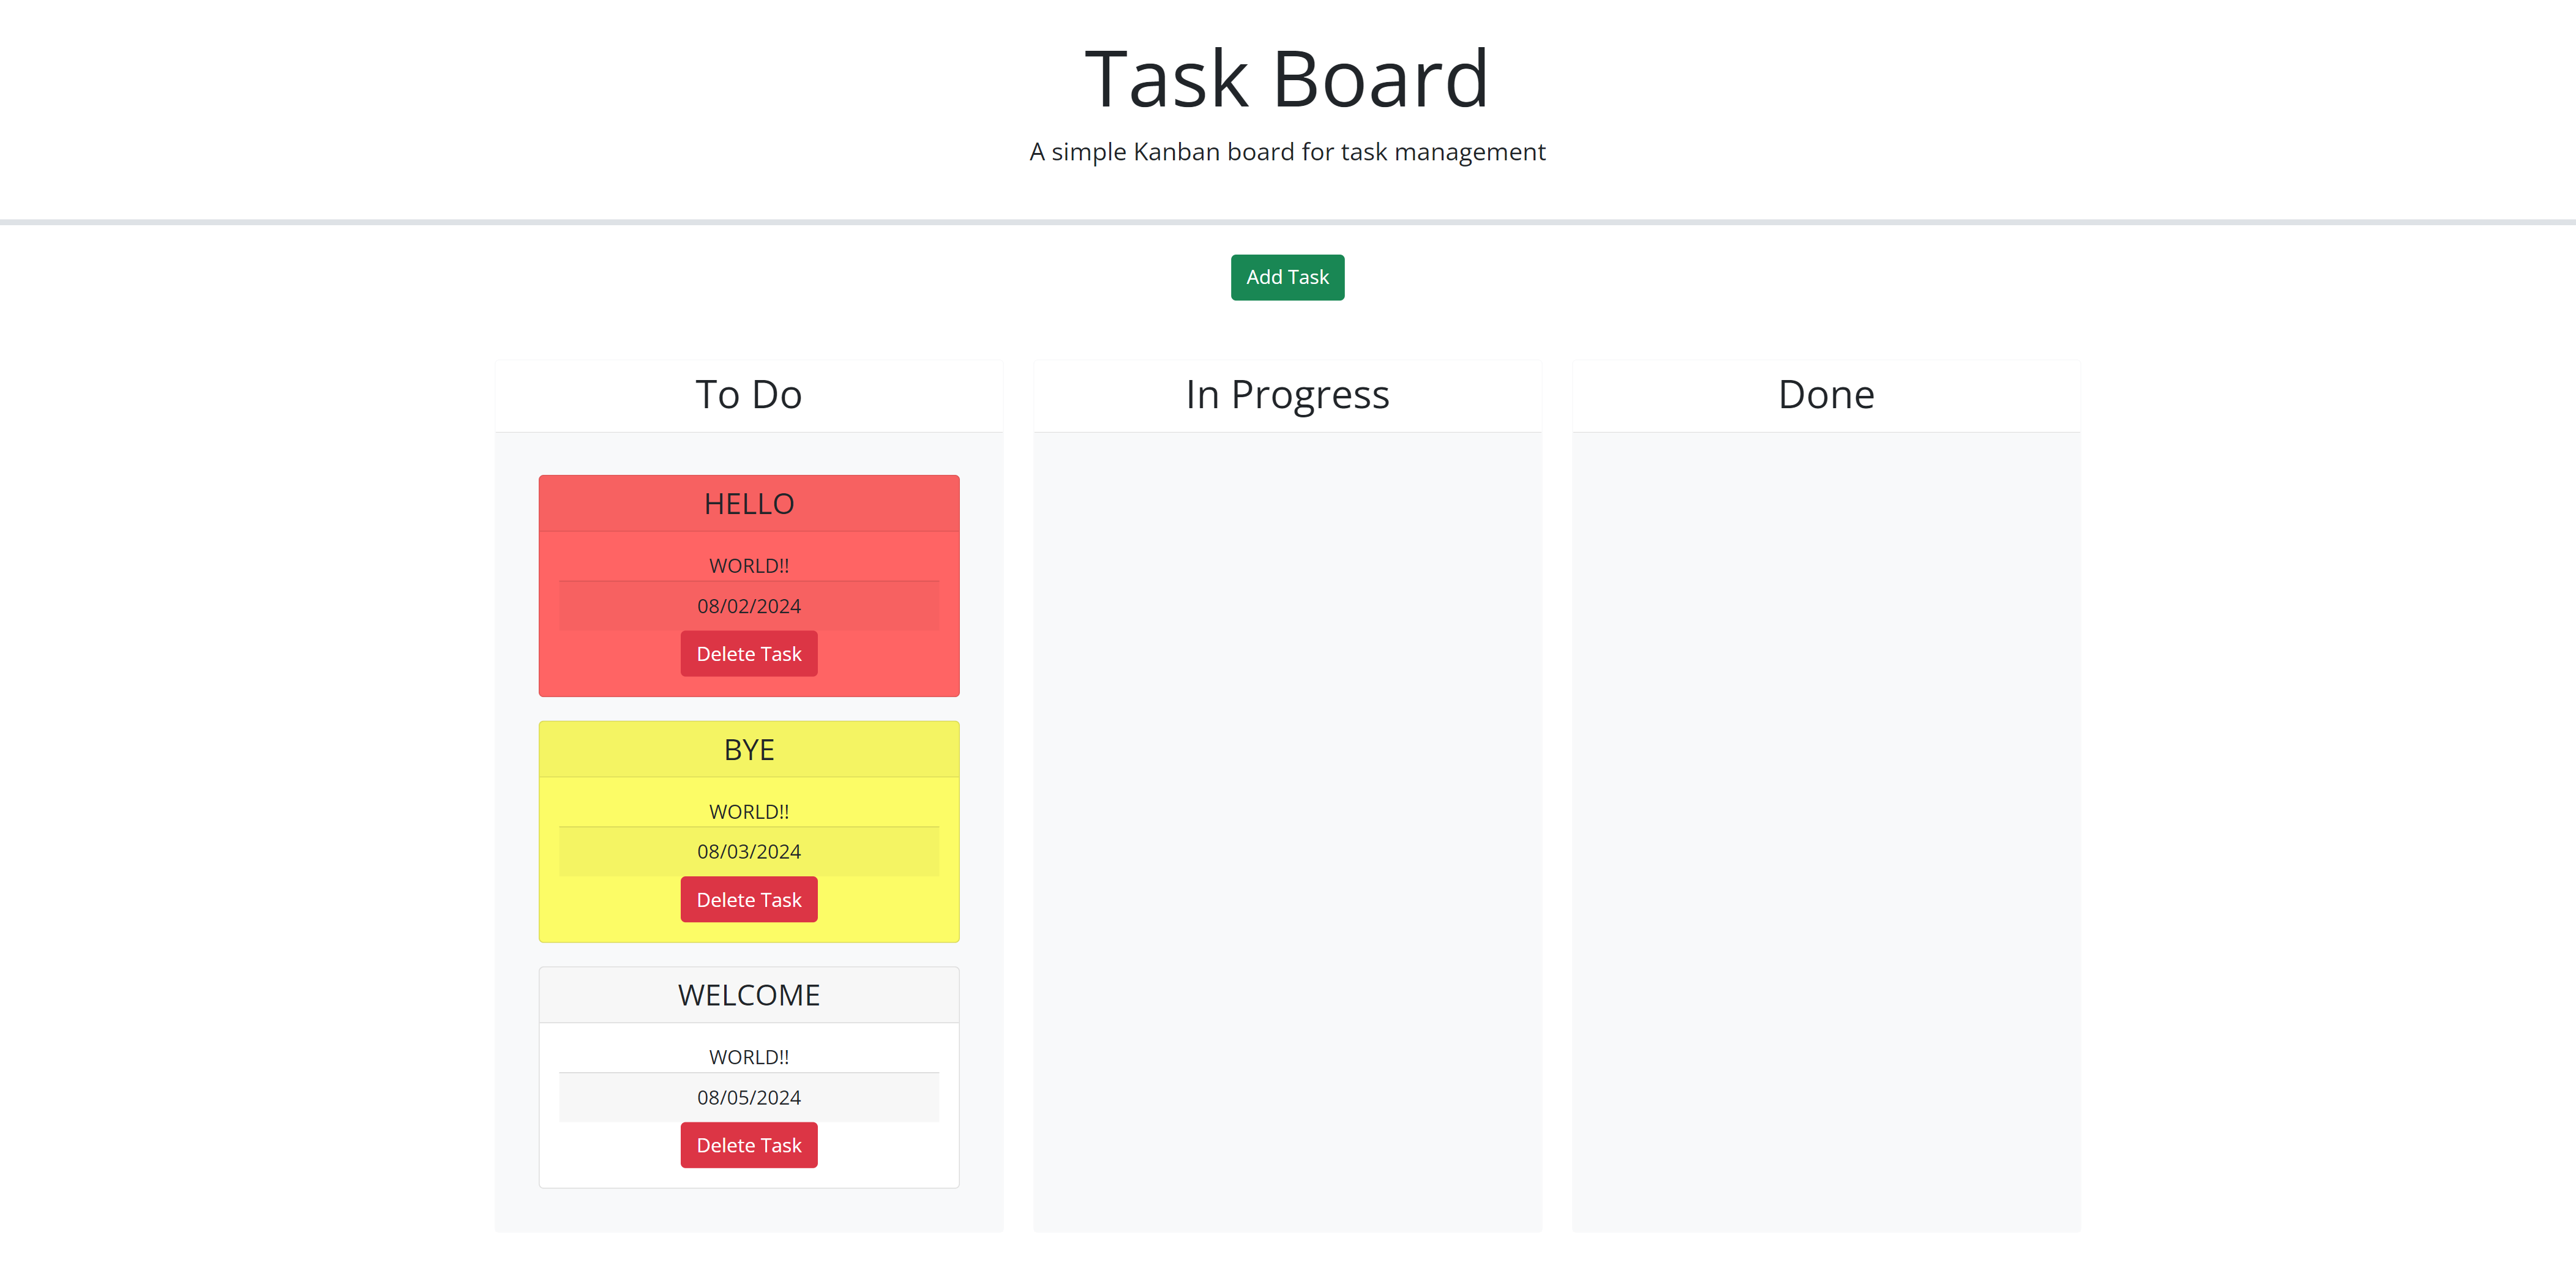 Task Board
A simple Kanban board for task management
Add Task
To Do
HELLO
WORLD!!
08/02/2024
Delete Task
BYE
WORLD!!
08/03/2024
Delete Task
WELCOME
WORLD!!
08/05/2024
Delete Task
In Progress
Done